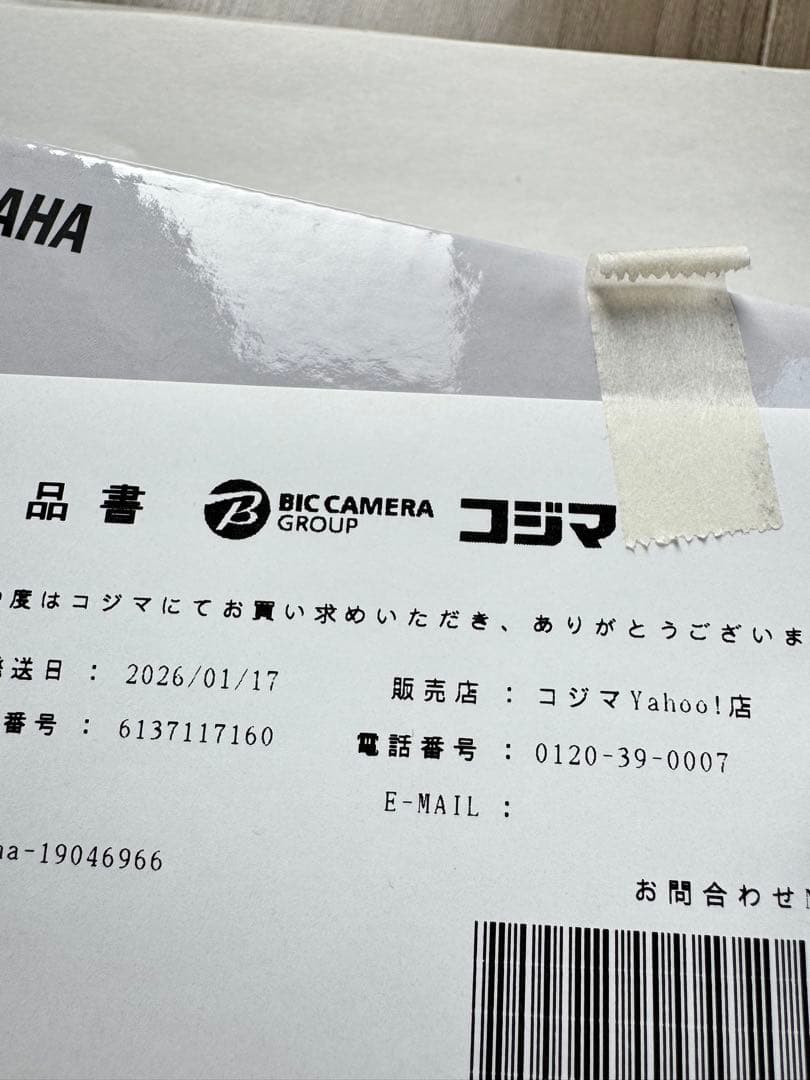 AHA
品書 BIC CAMERA GROUP コジマ
度はコジマにてお買い求めいただき、ありがとうございま
送日 : 2026/01/17 販売店 : コジマYahoo!店
番号 : 6137117160 電話番号 : 0120-39-0007
E-MAIL :
a-19046966
お問合わせ